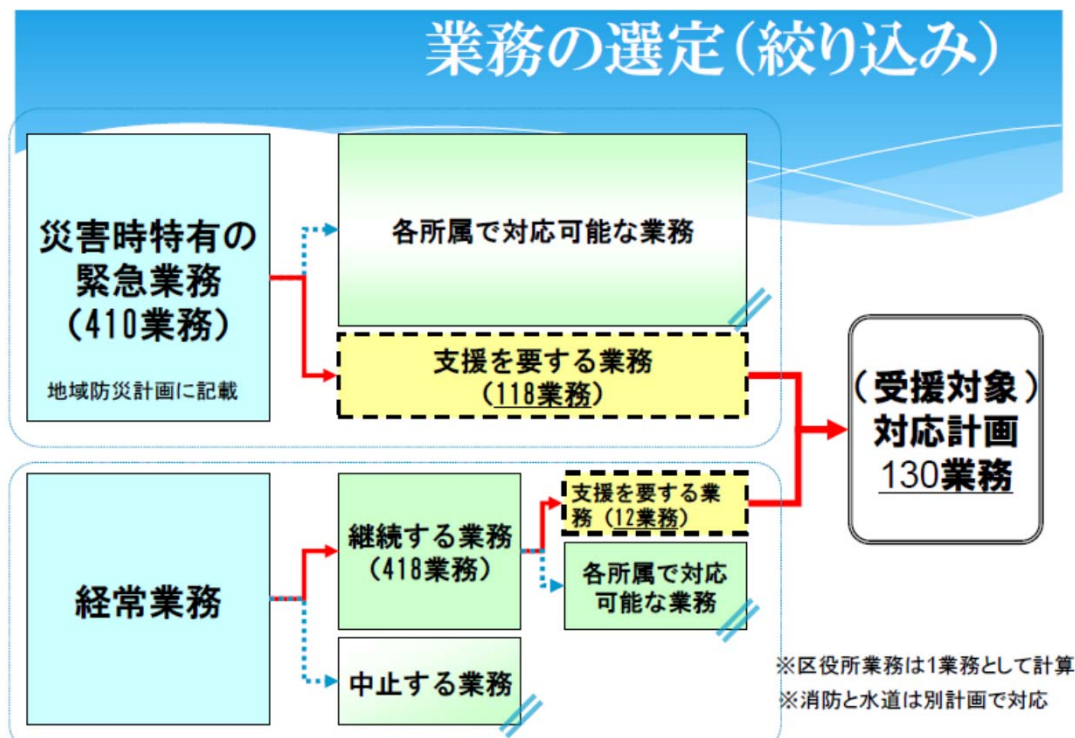 業務の選定(絞り込み)
災害時特有の
緊急業務
(410業務)
地域防災計画に記載
各所属で対応可能な業務
支援を要する業務
(118業務)
(受援対象)
対応計画
130業務
経常業務
継続する業務
(418業務)
支援を要する業
務(12業務)
各所属で対応
可能な業務
中止する業務
※区役所業務は1業務として計算
※消防と水道は別計画で対応